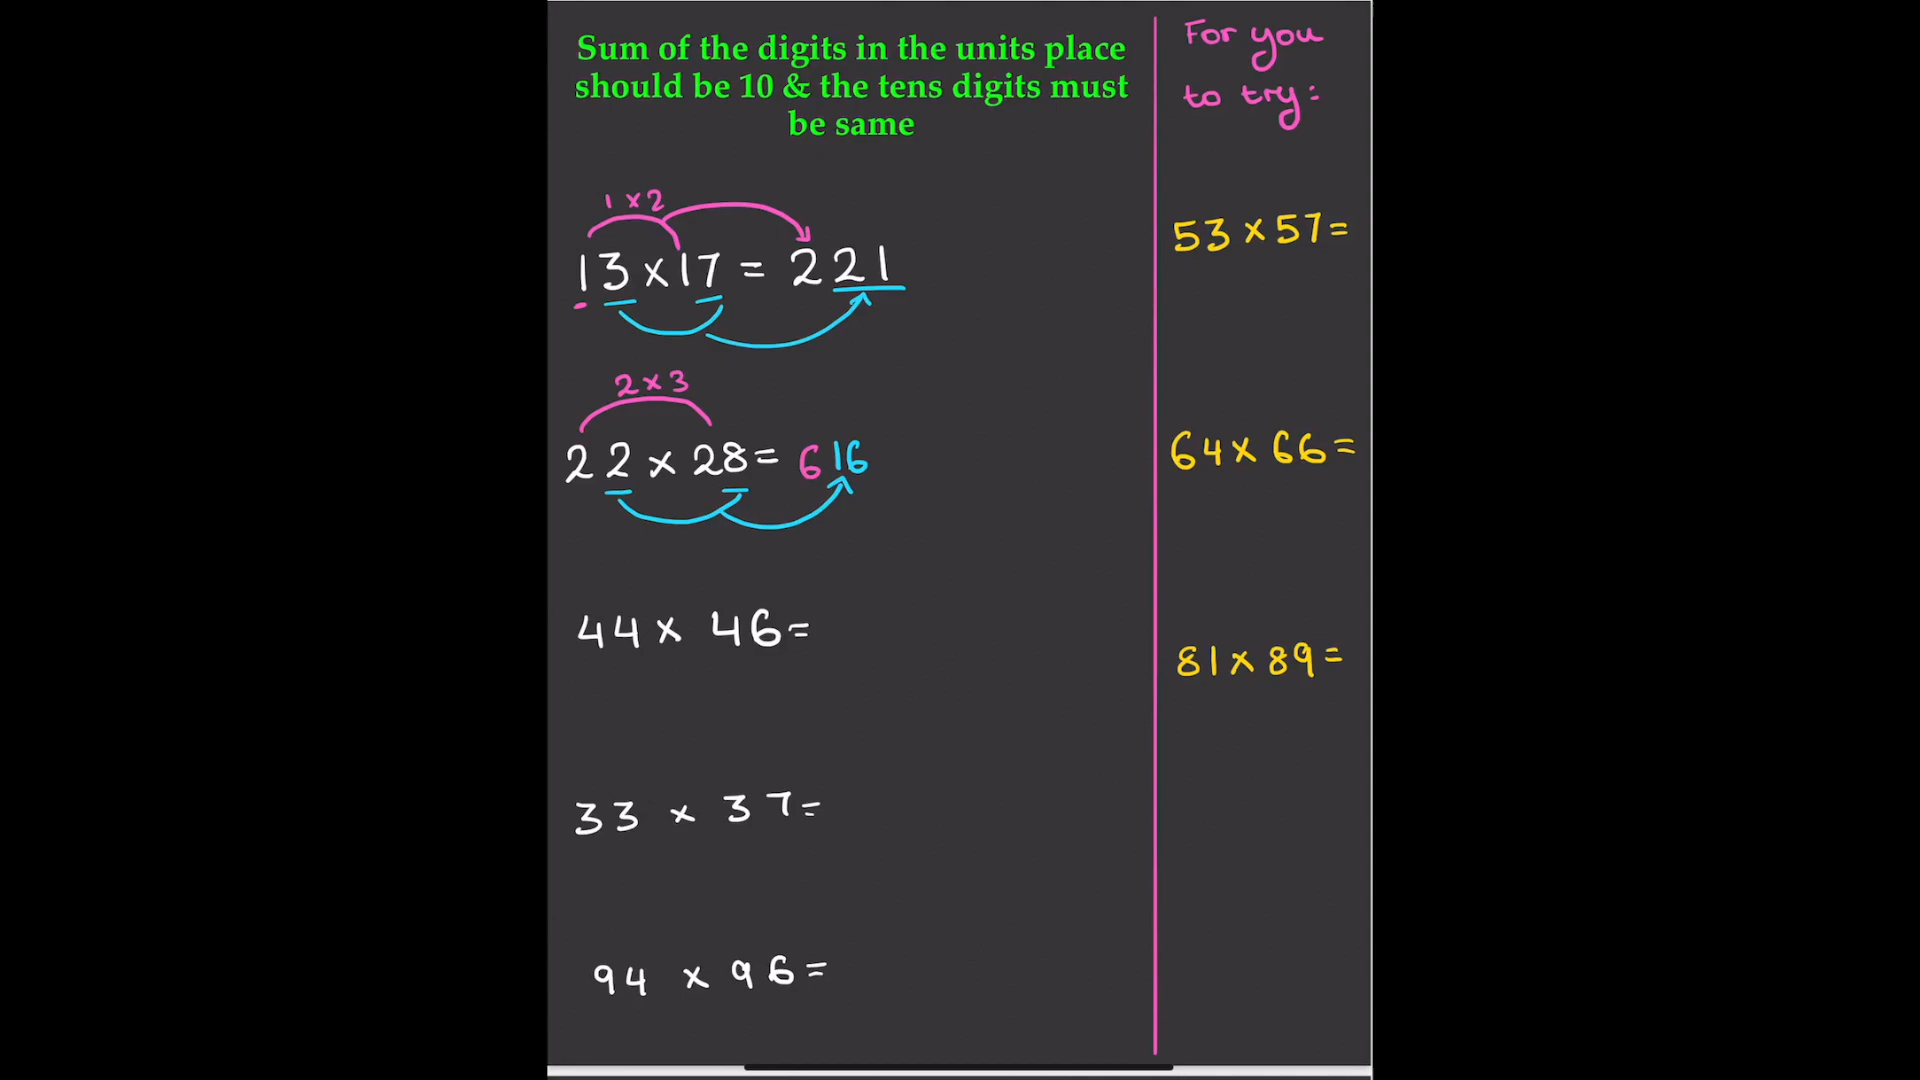 Sum of the digits in the units place
should be 10 & the tens digits must
be same
1 x 2
13 x 17 = 221
2 x 3
22 x 28 = 616
44 x 46 =
33 x 37 =
94 x 96 =
For you
to try:
53 x 57 =
64 x 66 =
81 x 89 =